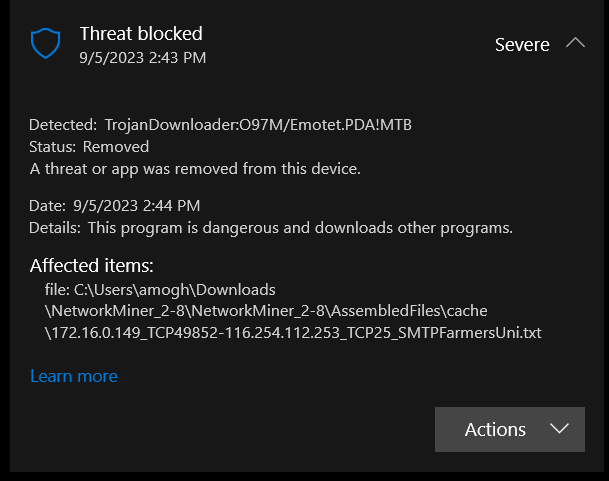 Threat blocked
9/5/2023 2:43 PM
Severe
Detected: TrojanDownloader:O97M/Emotet.PDA!MTB
Status: Removed
A threat or app was removed from this device.
Date: 9/5/2023 2:44 PM
Details: This program is dangerous and downloads other programs.
Affected items:
file: C:\Users\amogh\Downloads
\NetworkMiner_2-8\NetworkMiner_2-8\AssembledFiles\cache
\172.16.0.149_TCP49852-116.254.112.253_TCP25_SMTPFarmersUni.txt
Learn more
Actions